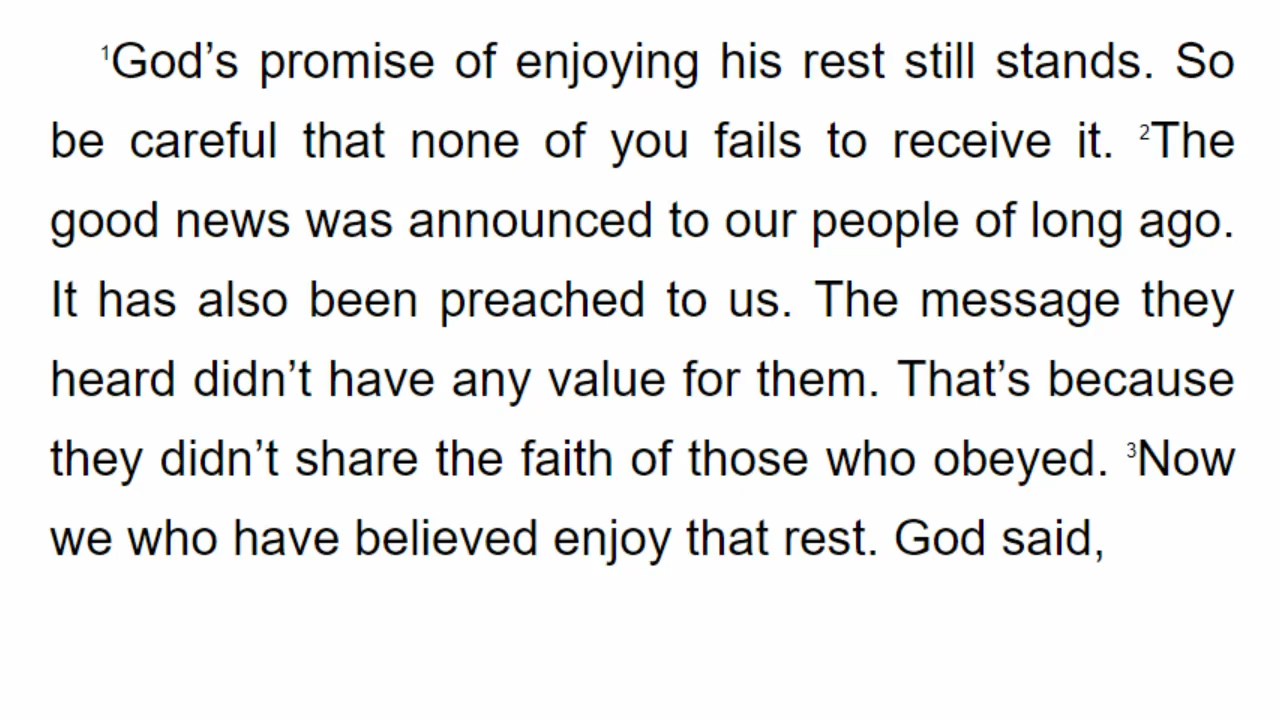 ¹God’s promise of enjoying his rest still stands. So
be careful that none of you fails to receive it. ²The
good news was announced to our people of long ago.
It has also been preached to us. The message they
heard didn’t have any value for them. That’s because
they didn’t share the faith of those who obeyed. ³Now
we who have believed enjoy that rest. God said,